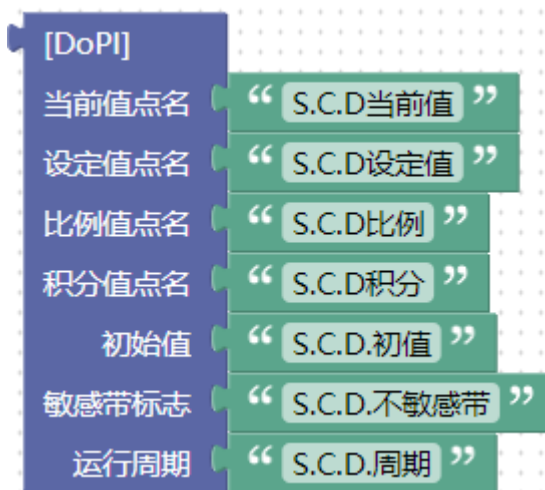 [DoPI]
当前值点名 “ S.C.D当前值 ”
设定值点名 “ S.C.D设定值 ”
比例值点名 “ S.C.D比例 ”
积分值点名 “ S.C.D积分 ”
初始值 “ S.C.D.初值 ”
敏感带标志 “ S.C.D.不敏感带 ”
运行周期 “ S.C.D.周期 ”